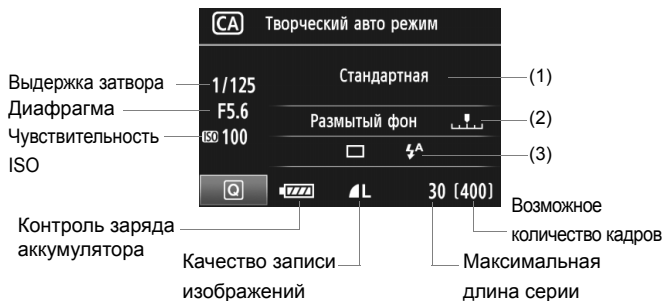 CA Творческий авто режим
Выдержка затвора 1/125 Стандартная (1)
Диафрагма F5.6
Размытый фон (2)
Чувствительность ISO 100
ISO
A (3)
Q L 30 [400]
Контроль заряда
аккумулятора
Возможное
количество кадров
Качество записи
изображений
Максимальная
длина серии